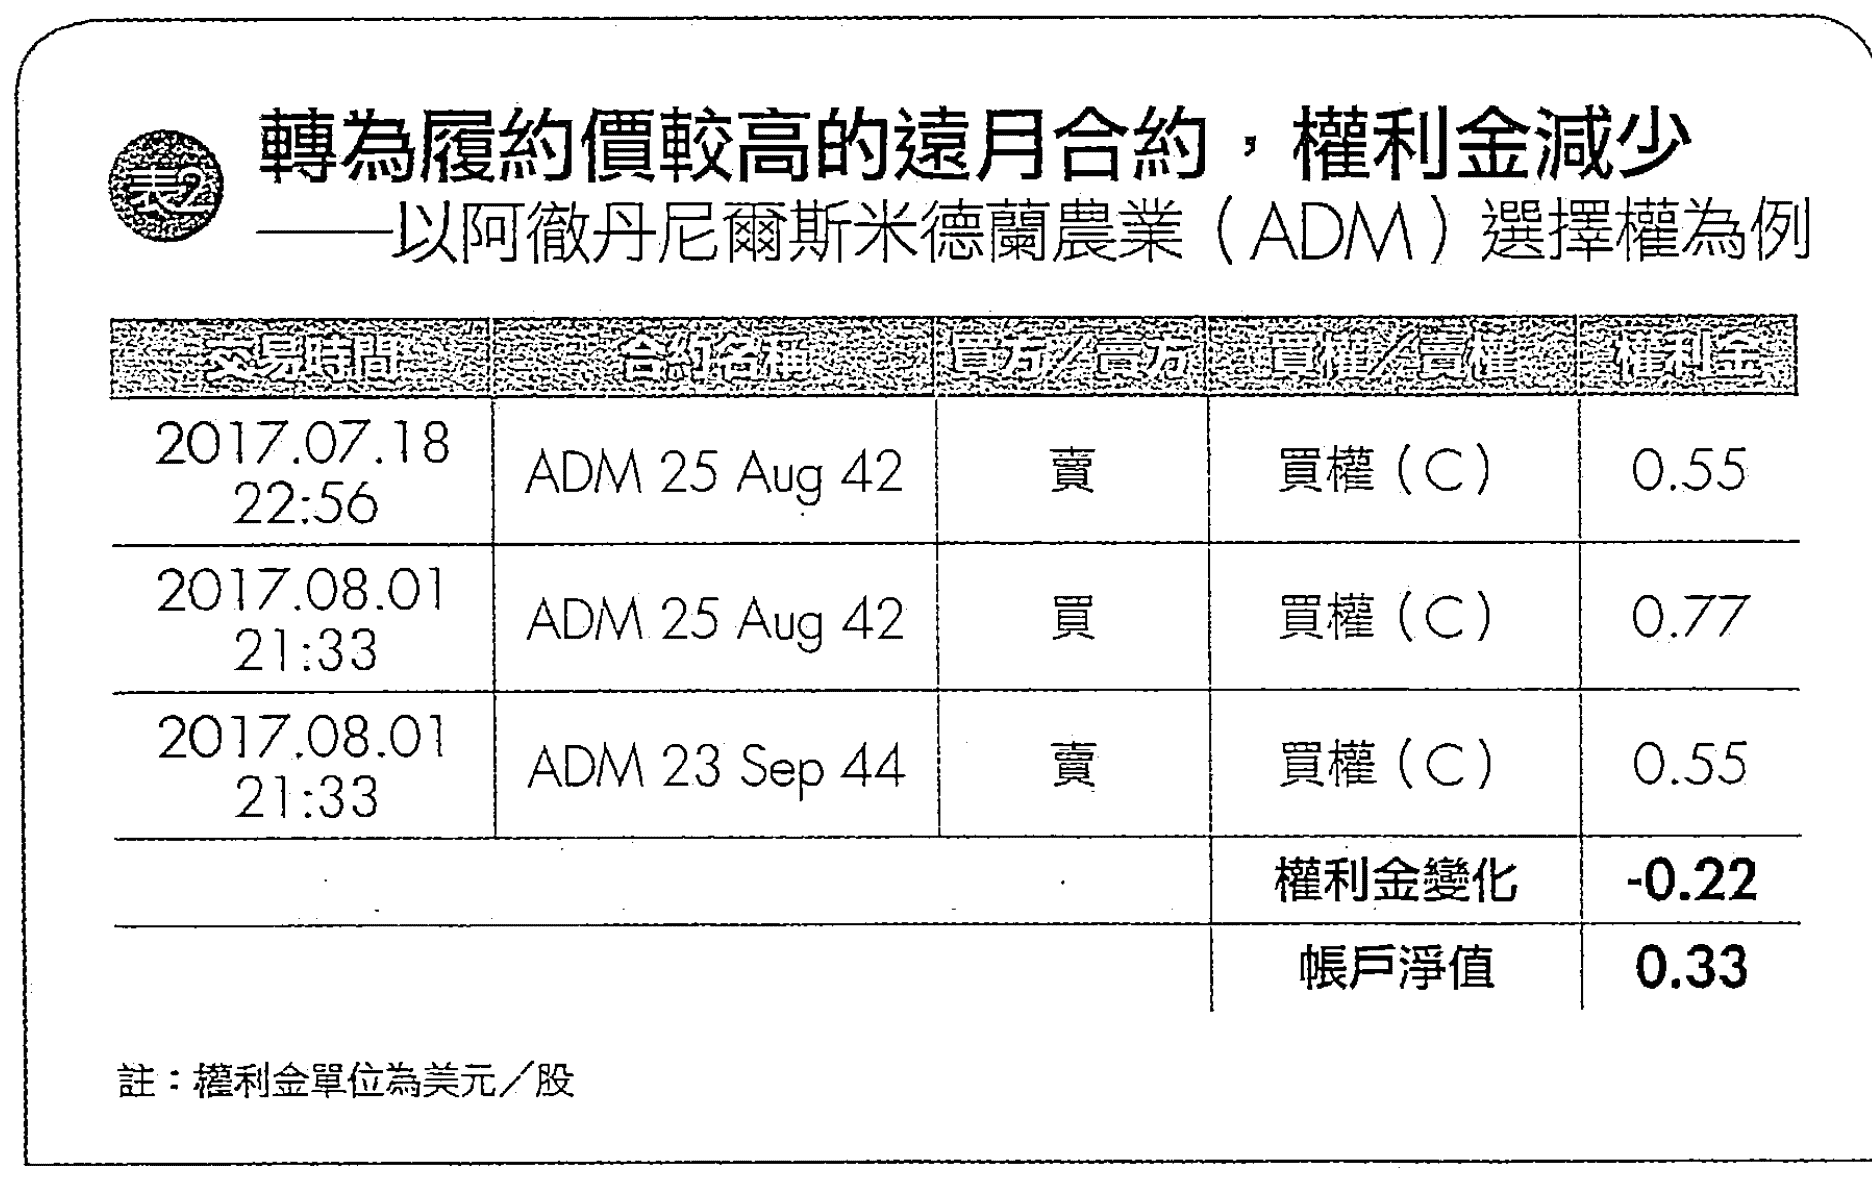 表2
轉為履約價較高的遠月合約，權利金減少
——以阿徹丹尼爾斯米德蘭農業（ADM）選擇權為例
交易時間 合約名稱 買方／賣方 買權／賣權 權利金
2017.07.18 22:56 ADM 25 Aug 42 賣 買權（C） 0.55
2017.08.01 21:33 ADM 25 Aug 42 買 買權（C） 0.77
2017.08.01 21:33 ADM 23 Sep 44 賣 買權（C） 0.55
權利金變化 -0.22
帳戶淨值 0.33
註：權利金單位為美元／股